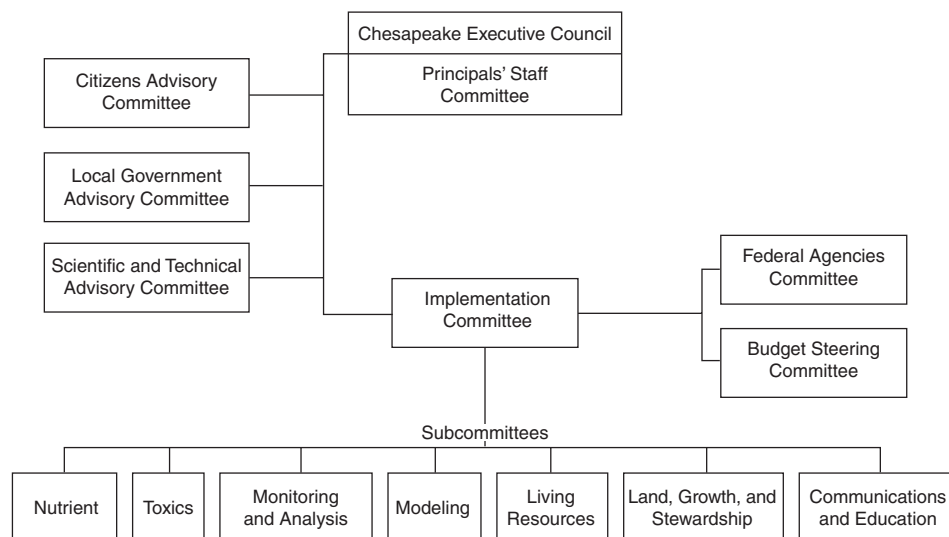 Chesapeake Executive Council
Principals' Staff
Committee
Citizens Advisory
Committee
Local Government
Advisory Committee
Scientific and Technical
Advisory Committee
Implementation
Committee
Federal Agencies
Committee
Budget Steering
Committee
Subcommittees
Nutrient
Toxics
Monitoring
and Analysis
Modeling
Living
Resources
Land, Growth, and
Stewardship
Communications
and Education